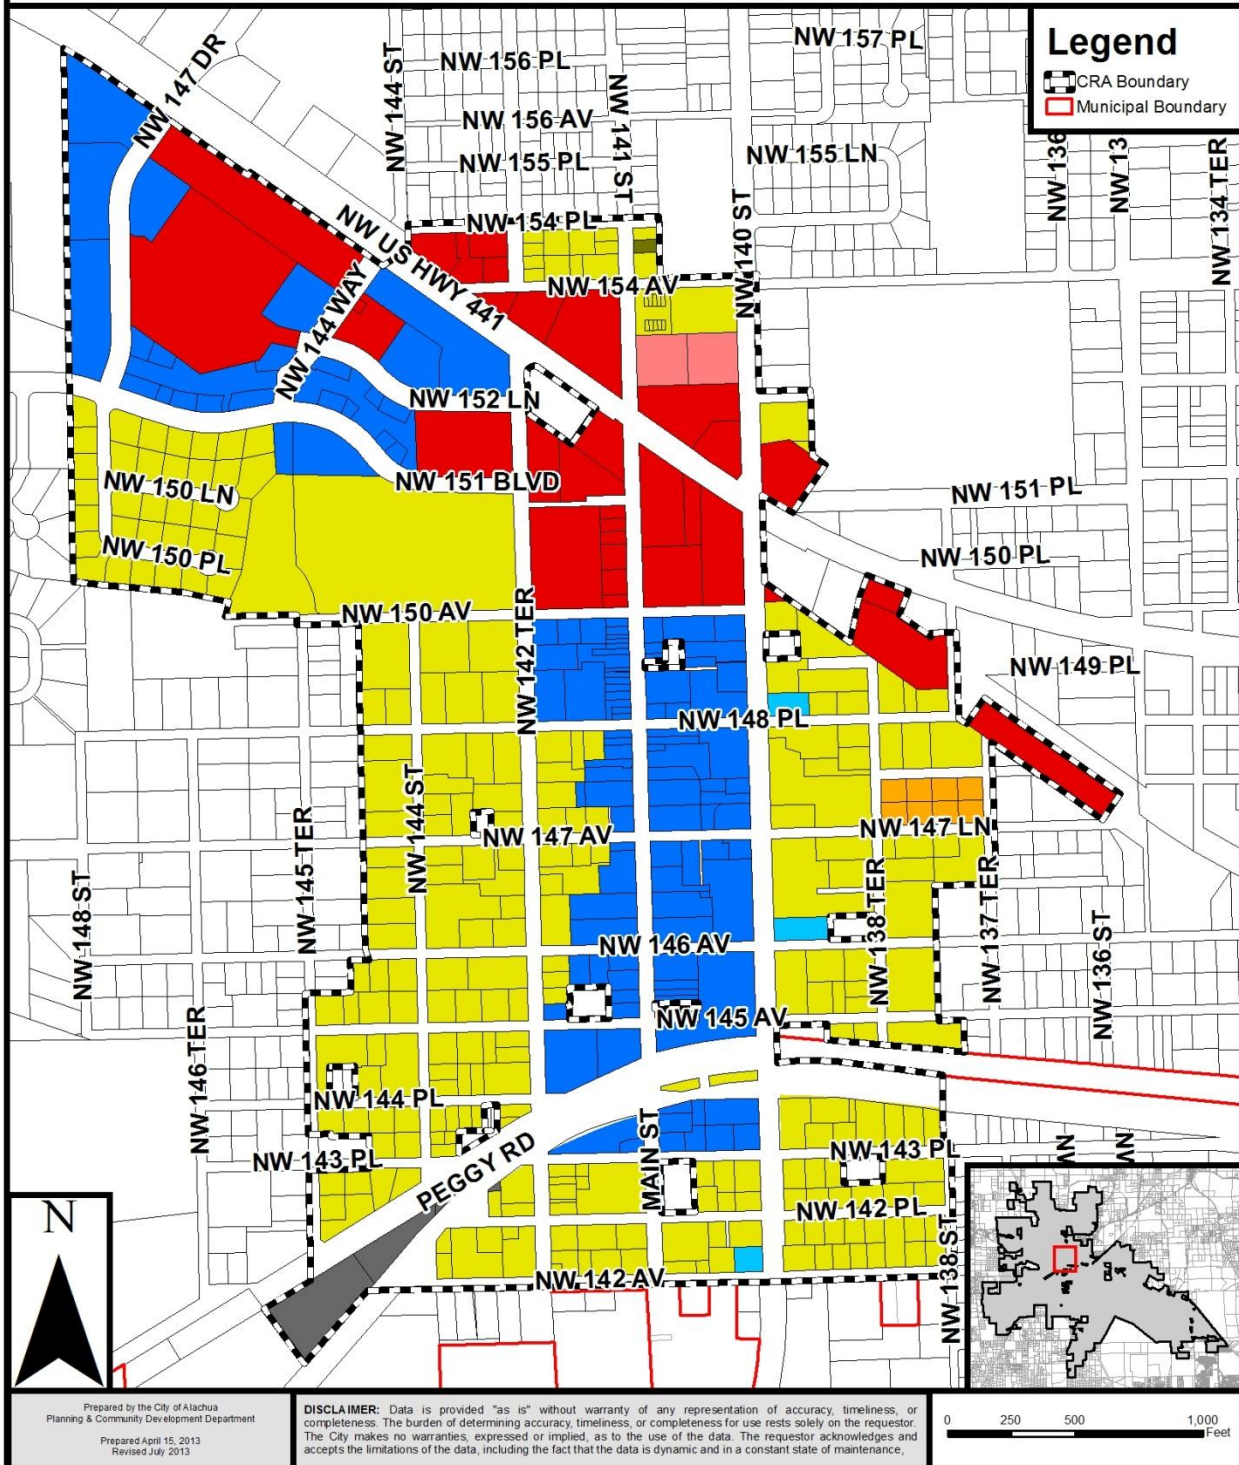 Legend
CRA Boundary
Municipal Boundary
NW 147 DR
NW 144 ST
NW 156 PL
NW 157 PL
NW 156 AV
NW 141 ST
NW 155 PL
NW 155 LN
NW 136
NW 13
NW 134 TER
NW 154 PL
NW US HWY 441
NW 140 ST
NW 154 AV
NW 144 WAY
NW 152 LN
NW 151 BLVD
NW 150 LN
NW 151 PL
NW 150 PL
NW 150 PL
NW 150 AV
NW 142 TER
NW 149 PL
NW 148 PL
NW 144 ST
NW 147 AV
NW 147 LN
NW 145 TER
NW 148 ST
NW 138 TER
NW 137 TER
NW 136 ST
NW 146 AV
NW 145 AV
NW 146 TER
NW 144 PL
NW 143 PL
PEGGY RD
MAIN ST
NW 143 PL
NW 142 PL
NW 138 ST
NW 142 AV
N
Prepared by the City of Alachua
Planning & Community Development Department
Prepared April 15, 2013
Revised July 2013
DISCLAIMER: Data is provided "as is" without warranty of any representation of accuracy, timeliness, or
completeness. The burden of determining accuracy, timeliness, or completeness for use rests solely on the requestor.
The City makes no warranties, expressed or implied, as to the use of the data. The requestor acknowledges and
accepts the limitations of the data, including the fact that the data is dynamic and in a constant state of maintenance,
0 250 500 1,000
Feet